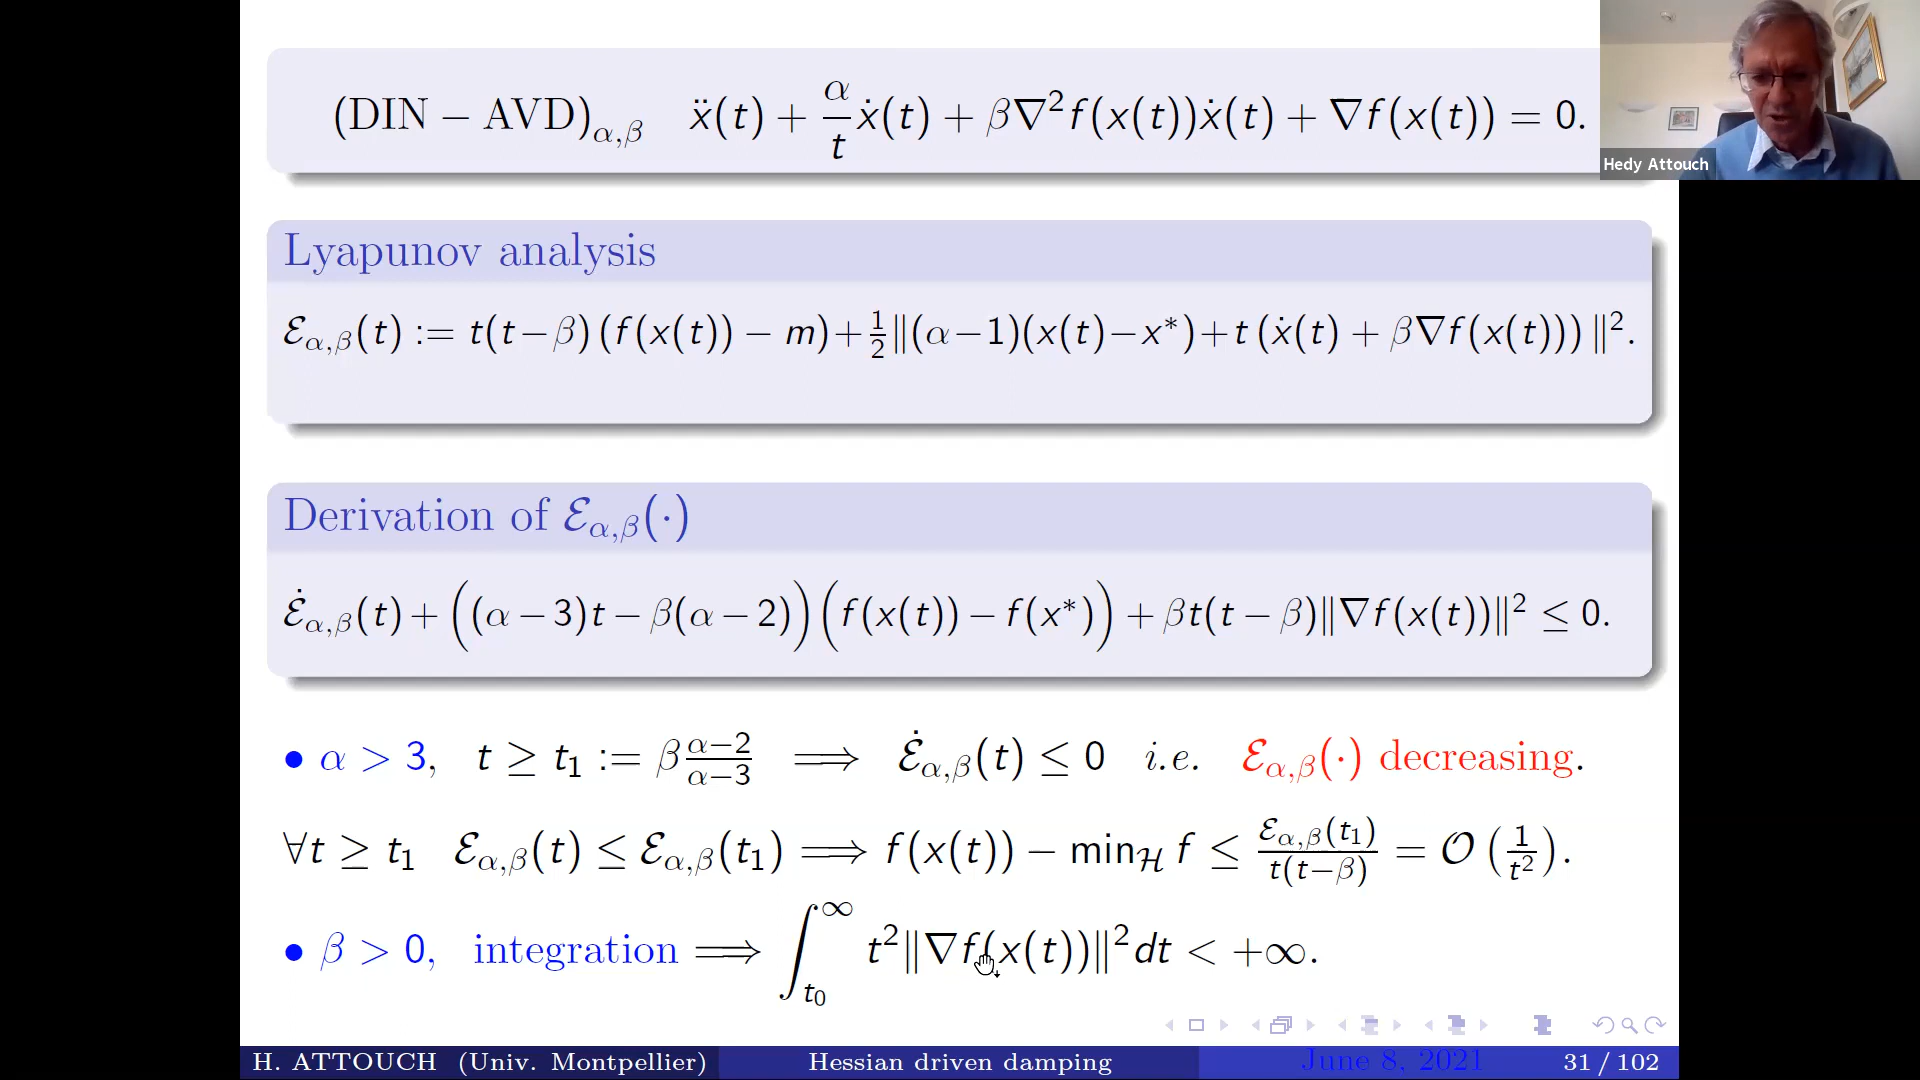 (DIN − AVD)α,β ẍ(t) + α/t ẋ(t) + β∇²f(x(t))ẋ(t) + ∇f(x(t)) = 0.
Hedy Attouch
Lyapunov analysis
ℰα,β(t) := t(t−β)(f(x(t)) − m)+½‖(α−1)(x(t)−x*)+t(ẋ(t) + β∇f(x(t)))‖².
Derivation of ℰα,β(·)
ℰ̇α,β(t)+((α−3)t−β(α−2))(f(x(t)) − f(x*)) + βt(t − β)‖∇f(x(t))‖² ≤ 0.
• α > 3, t ≥ t₁ := β (α−2)/(α−3) ⟹ ℰ̇α,β(t) ≤ 0 i.e. ℰα,β(·) decreasing.
∀t ≥ t₁ ℰα,β(t) ≤ ℰα,β(t₁) ⟹ f(x(t)) − minℋ f ≤ ℰα,β(t₁)/t(t−β) = 𝒪(1/t²).
• β > 0, integration ⟹ ∫t₀^∞ t²‖∇f(x(t))‖²dt < +∞.
H. ATTOUCH (Univ. Montpellier) Hessian driven damping June 8, 2021 31 / 102